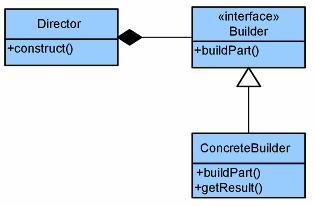 Director
+construct()
«interface»
Builder
+buildPart()
ConcreteBuilder
+buildPart()
+getResult()